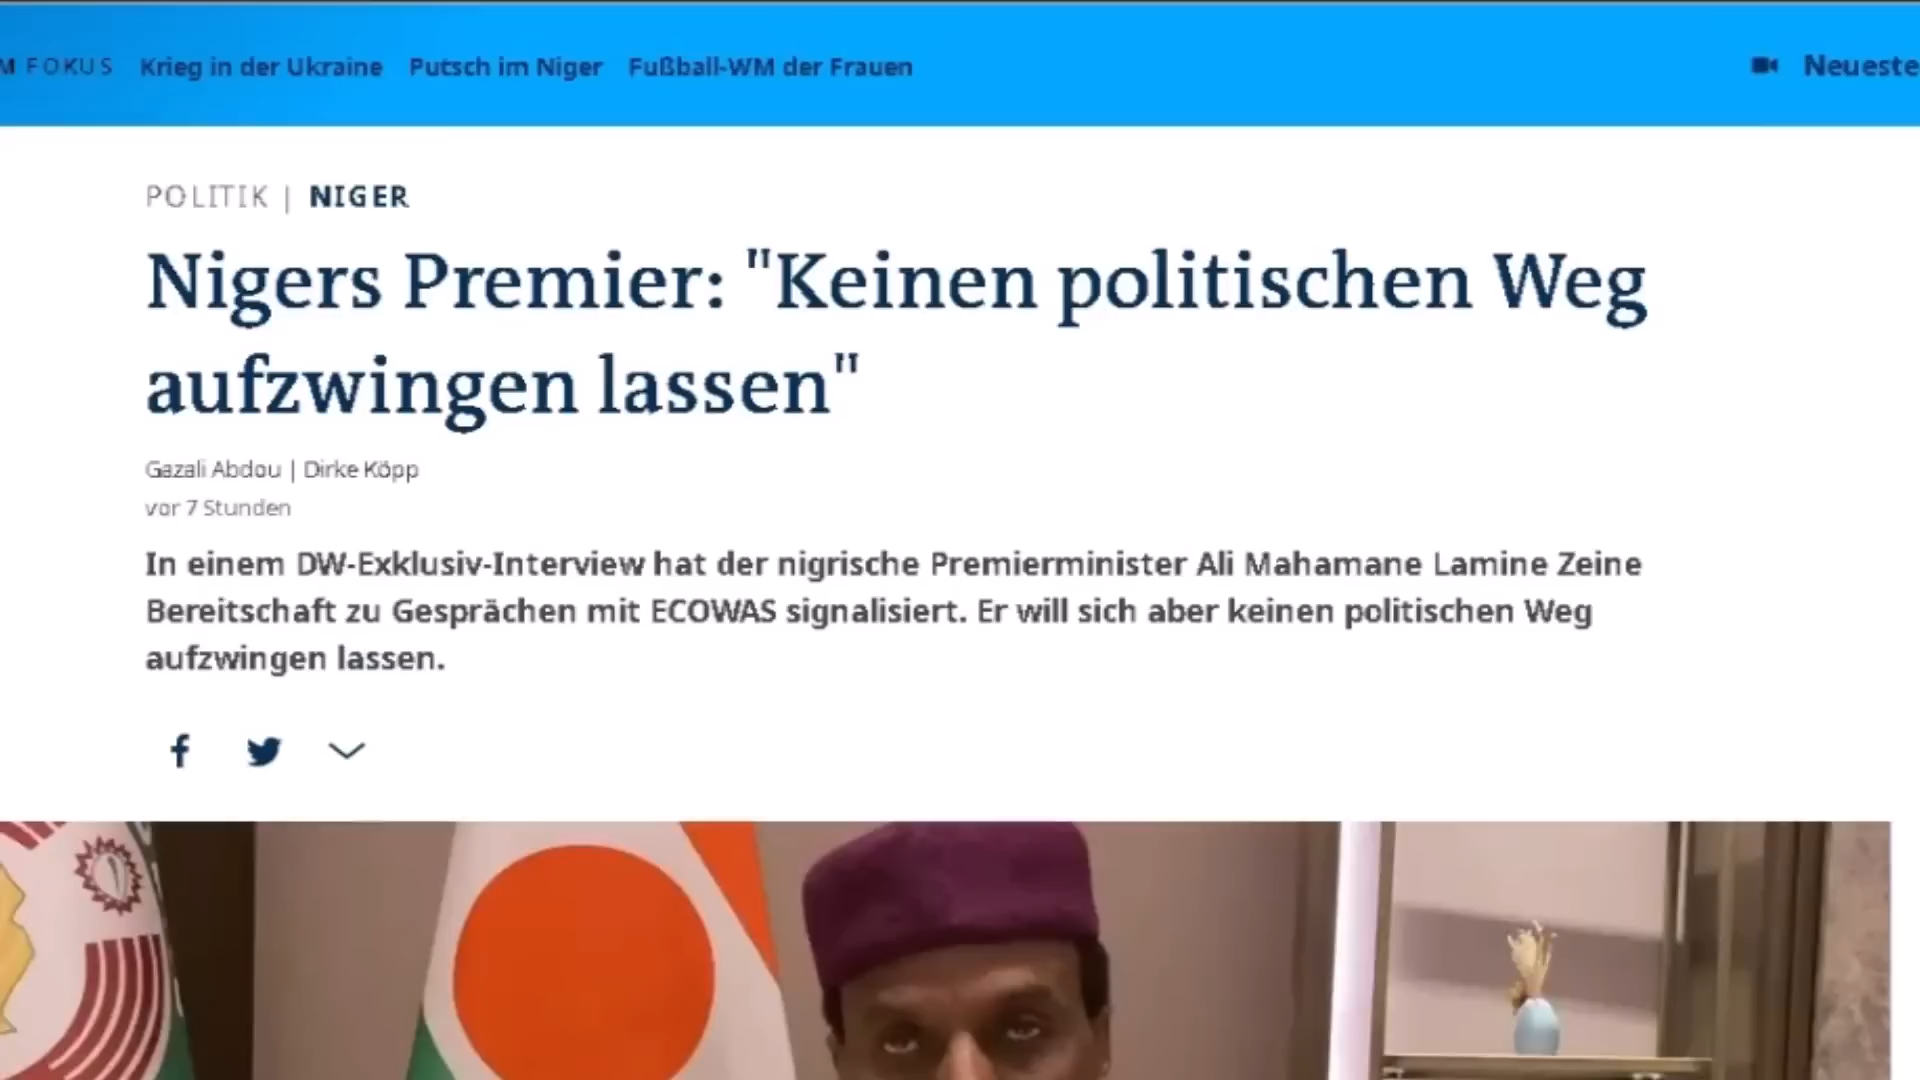 FOKUS Krieg in der Ukraine Putsch im Niger Fußball-WM der Frauen Neueste
POLITIK | NIGER
Nigers Premier: "Keinen politischen Weg
aufzwingen lassen"
Gazali Abdou | Dirke Köpp
vor 7 Stunden
In einem DW-Exklusiv-Interview hat der nigrische Premierminister Ali Mahamane Lamine Zeine
Bereitschaft zu Gesprächen mit ECOWAS signalisiert. Er will sich aber keinen politischen Weg
aufzwingen lassen.